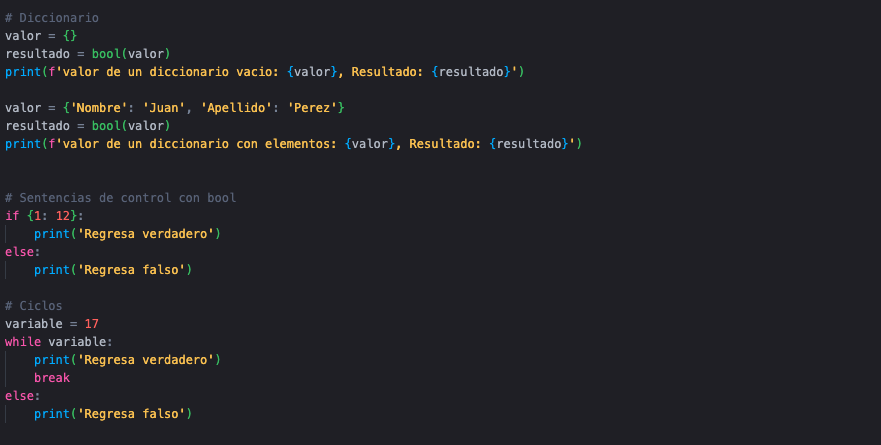 # Diccionario
valor = {}
resultado = bool(valor)
print(f'valor de un diccionario vacio: {valor}, Resultado: {resultado}')
valor = {'Nombre': 'Juan', 'Apellido': 'Perez'}
resultado = bool(valor)
print(f'valor de un diccionario con elementos: {valor}, Resultado: {resultado}')
# Sentencias de control con bool
if {1: 12}:
    print('Regresa verdadero')
else:
    print('Regresa falso')
# Ciclos
variable = 17
while variable:
    print('Regresa verdadero')
    break
else:
    print('Regresa falso')